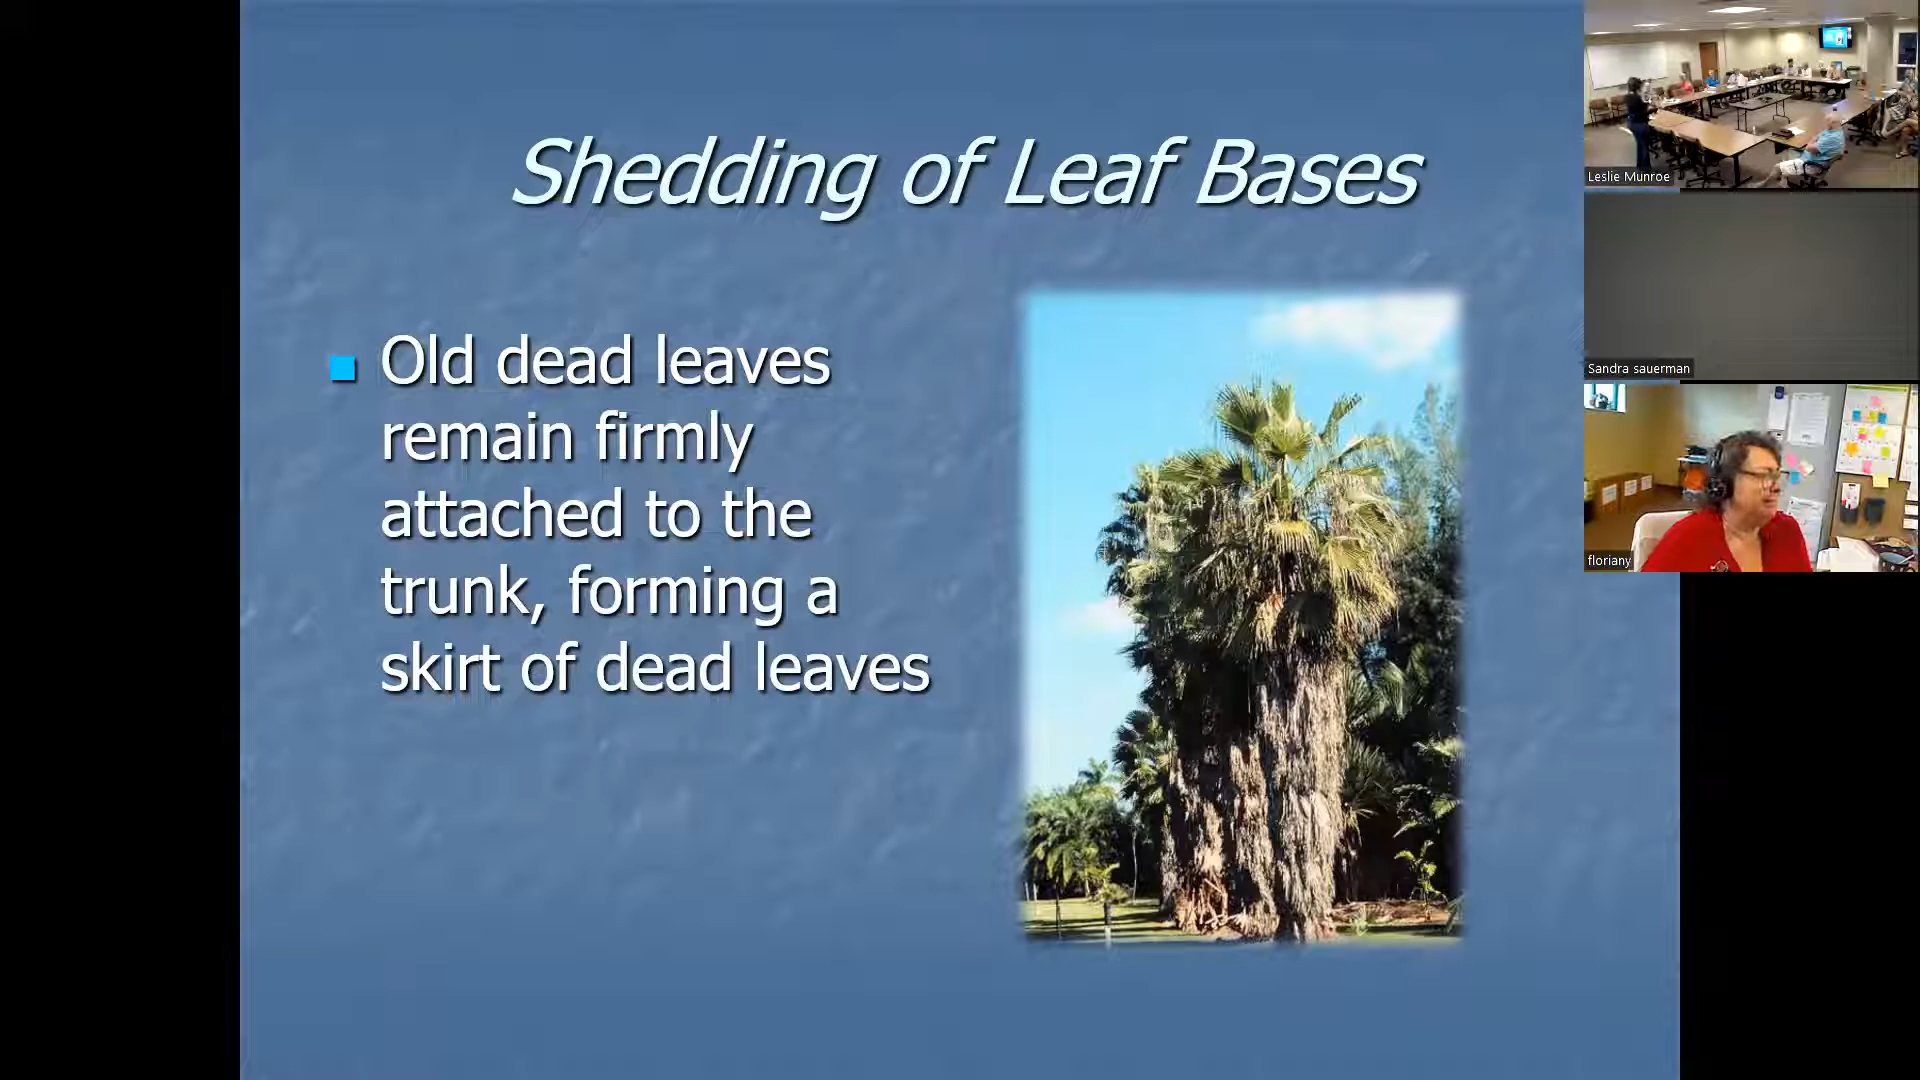 Shedding of Leaf Bases
Old dead leaves
remain firmly
attached to the
trunk, forming a
skirt of dead leaves
Leslie Munroe
Sandra sauerman
floriany